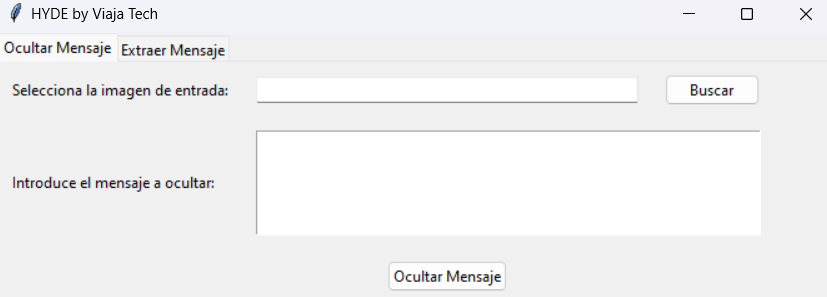 HYDE by Viaja Tech
Ocultar Mensaje Extraer Mensaje
Selecciona la imagen de entrada: Buscar
Introduce el mensaje a ocultar:
Ocultar Mensaje